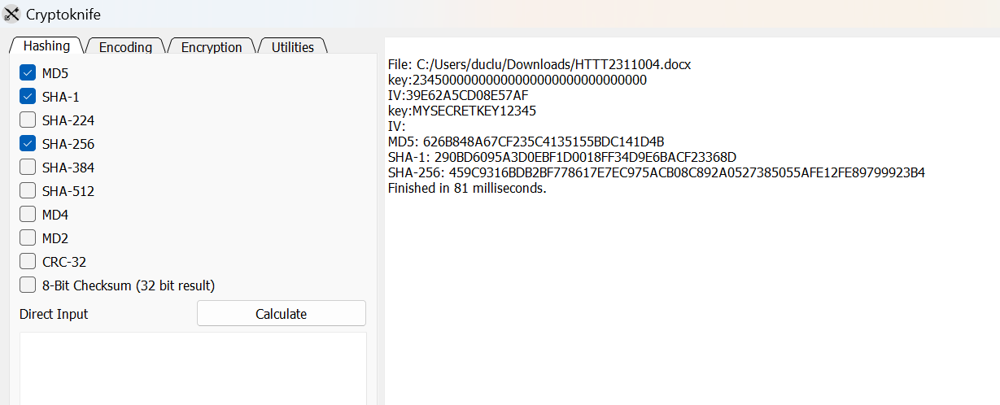 Cryptoknife
Hashing
Encoding
Encryption
Utilities
MD5
SHA-1
SHA-224
SHA-256
SHA-384
SHA-512
MD4
MD2
CRC-32
8-Bit Checksum (32 bit result)
Direct Input
Calculate
File: C:/Users/duclu/Downloads/HTTT2311004.docx
key:23450000000000000000000000000000
IV:39E62A5CD08E57AF
key:MYSECRETKEY12345
IV:
MD5: 626B848A67CF235C4135155BDC141D4B
SHA-1: 290BD6095A3D0EBF1D0018FF34D9E6BACF23368D
SHA-256: 459C9316BDB2BF778617E7EC975ACB08C892A0527385055AFE12FE89799923B4
Finished in 81 milliseconds.